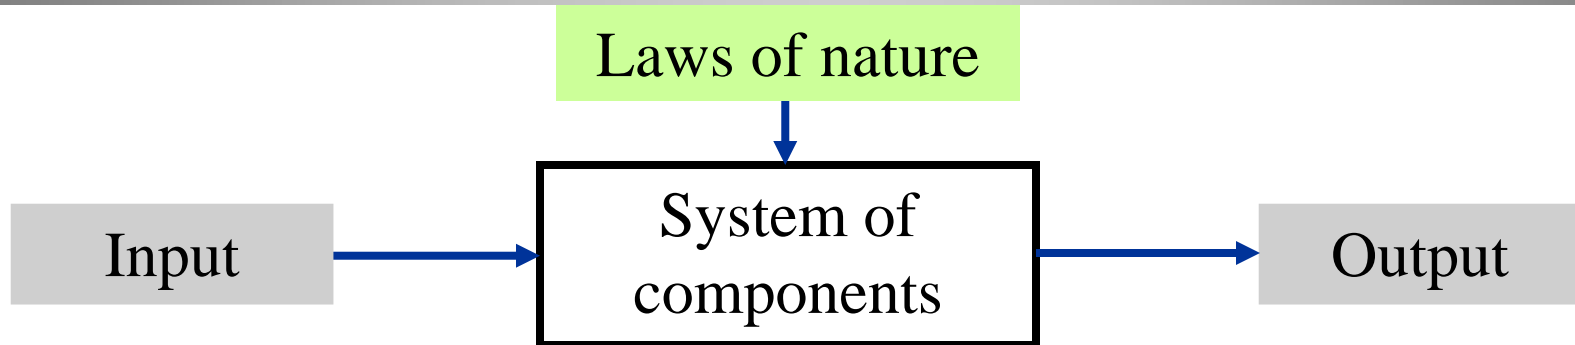 Laws of nature
Input
System of
components
Output